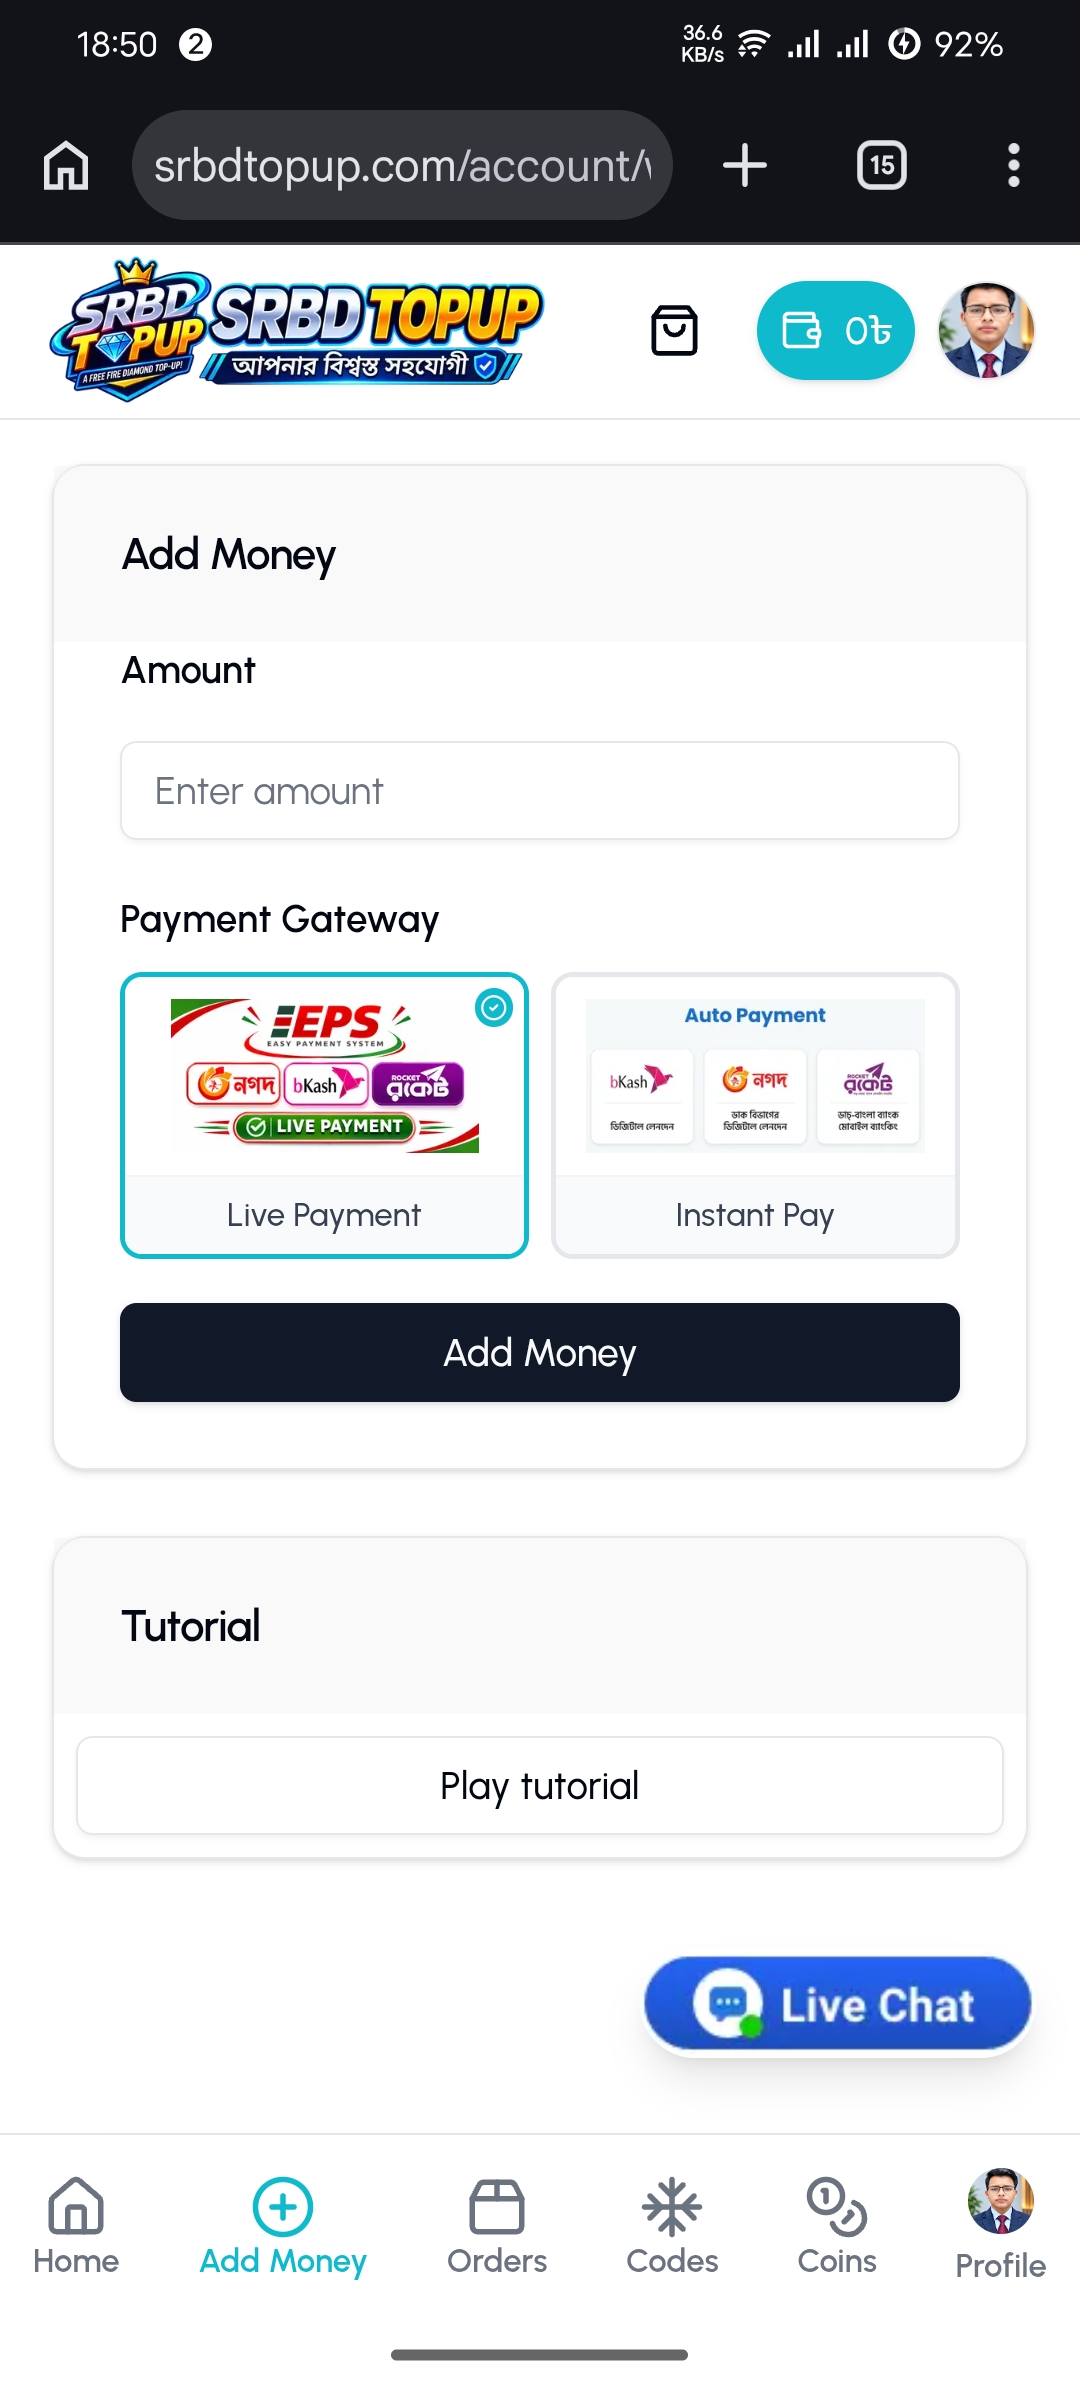 18:50 2 36.6 KB/s 92%
srbdtopup.com/account/
15
SRBD TOPUP
A FREE FIRE DIAMOND TOP-UP!
SRBD TOPUP
আপনার বিশ্বস্ত সহযোগী
0৳
Add Money
Amount
Enter amount
Payment Gateway
EPS
EASY PAYMENT SYSTEM
নগদ bKash ROCKET রকেট
LIVE PAYMENT
Live Payment
Auto Payment
bKash নগদ ROCKET রকেট
ডিজিটাল লেনদেন
ডাক বিভাগের
ডিজিটাল লেনদেন
ডাচ্-বাংলা ব্যাংক
মোবাইল ব্যাংকিং
Instant Pay
Add Money
Tutorial
Play tutorial
Live Chat
Home Add Money Orders Codes Coins Profile